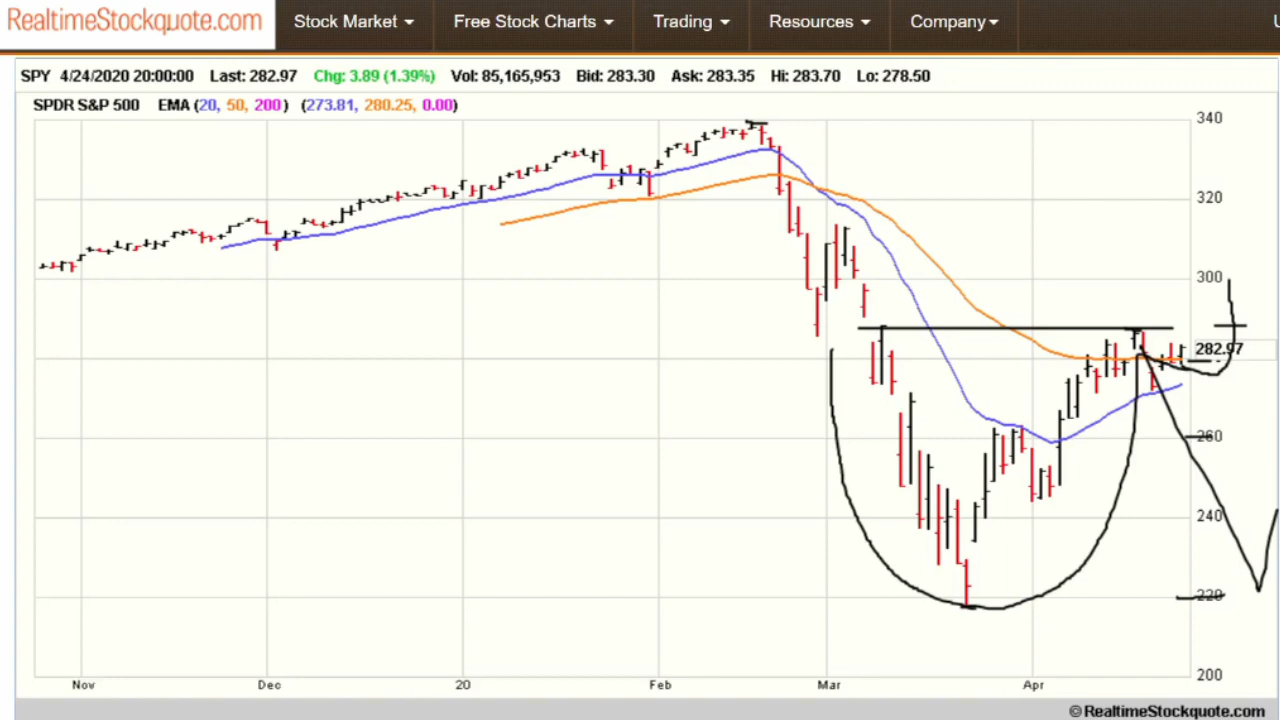 RealtimeStockquote.com Stock Market Free Stock Charts Trading Resources Company
SPY 4/24/2020 20:00:00 Last: 282.97 Chg: 3.89 (1.39%) Vol: 85,165,953 Bid: 283.30 Ask: 283.35 Hi: 283.70 Lo: 278.50
SPDR S&P 500 EMA (20, 50, 200) (273.81, 280.25, 0.00)
340
320
300
282.97
260
240
220
200
Nov Dec 20 Feb Mar Apr
©RealtimeStockquote.com